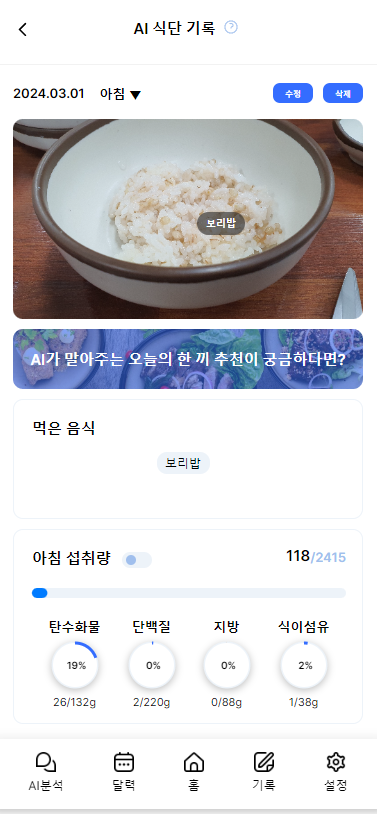 AI 식단 기록 ?
2024.03.01 아침 ▼ 수정 삭제
보리밥
AI가 말아주는 오늘의 한 끼 추천이 궁금하다면?
먹은 음식
보리밥
아침 섭취량 118/2415
탄수화물 단백질 지방 식이섬유
19% 0% 0% 2%
26/132g 2/220g 0/88g 1/38g
AI분석 달력 홈 기록 설정